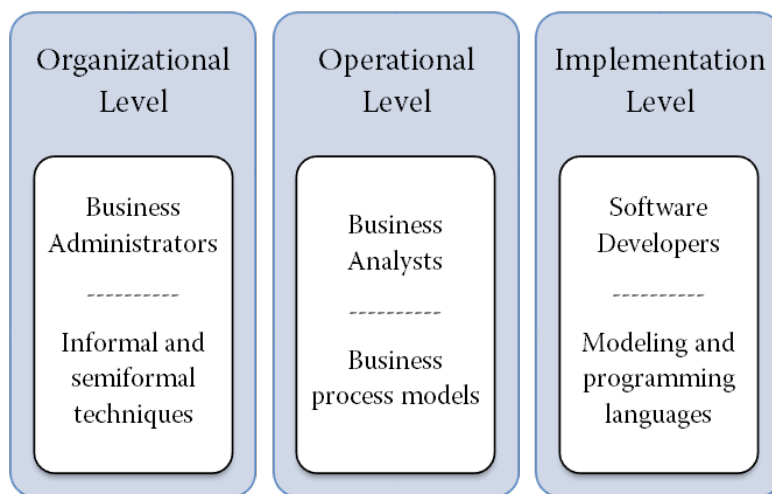 Organizational
Level
Business
Administrators
----------
Informal and
semiformal
techniques
Operational
Level
Business
Analysts
----------
Business
process models
Implementation
Level
Software
Developers
----------
Modeling and
programming
languages